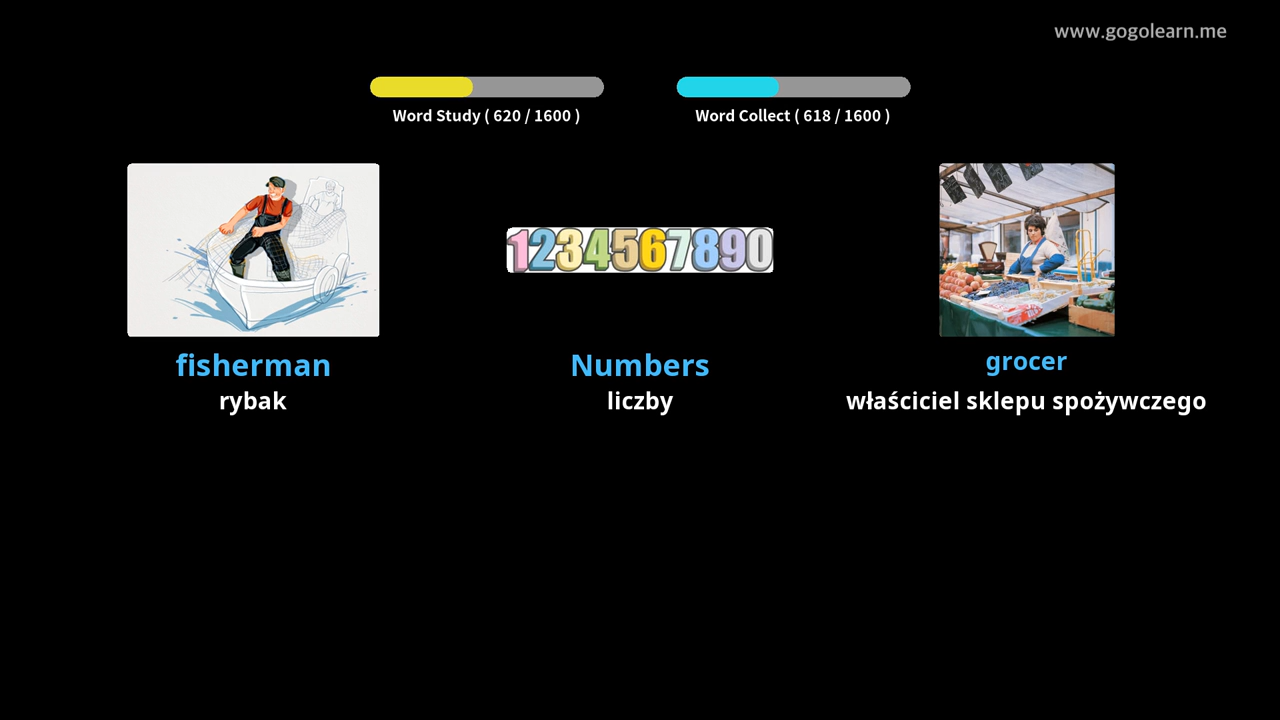 www.gogolearn.me
Word Study ( 620 / 1600 )
Word Collect ( 618 / 1600 )
1234567890
fisherman
rybak
Numbers
liczby
grocer
właściciel sklepu spożywczego